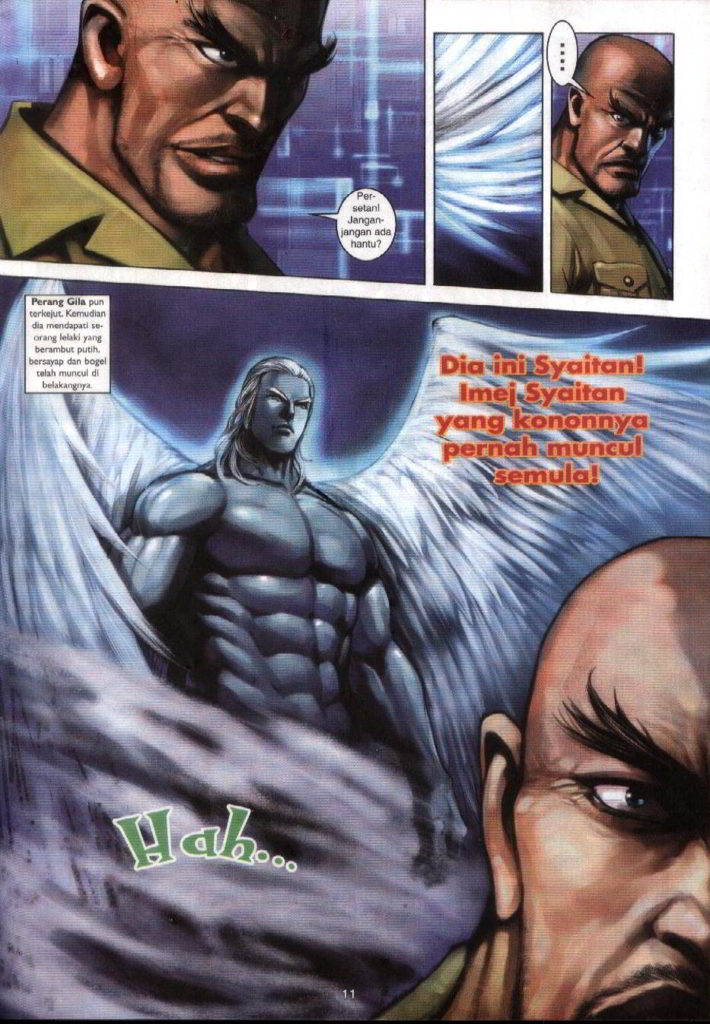 Per-
setan!
Jangan-
jangan ada
hantu?
....
Perang Gila pun
terkejut. Kemudian
dia mendapati se-
orang lelaki yang
berambut putih,
bersayap dan bogel
telah muncul di
belakangnya.
Dia ini Syaitan!
Imej Syaitan
yang kononnya
pernah muncul
semula!
Hah...
11